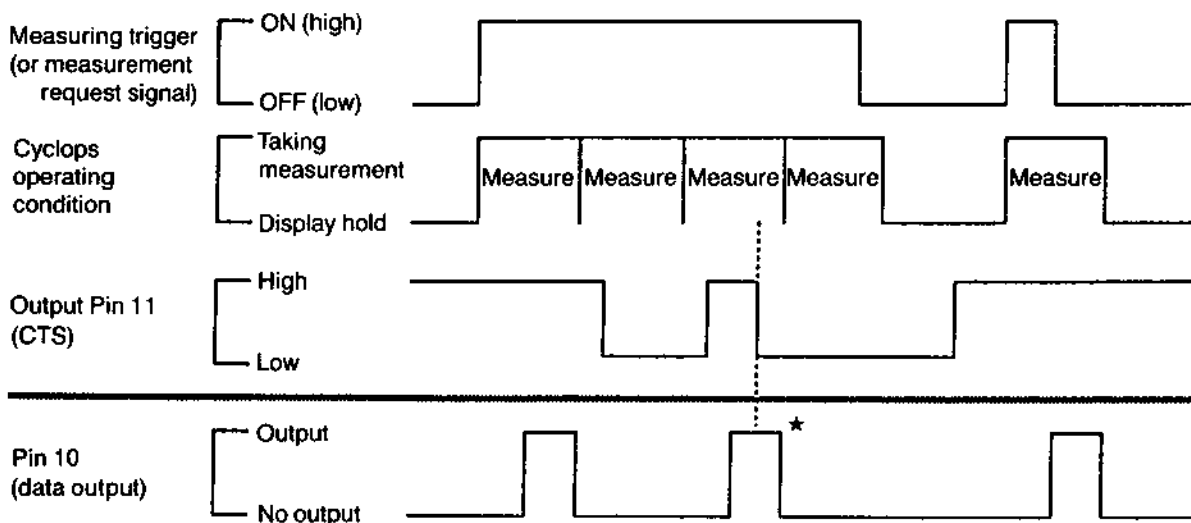 Measuring trigger
(or measurement
request signal)
ON (high)
OFF (low)
Cyclops
operating
condition
Taking
measurement
Display hold
Measure
Measure
Measure
Measure
Measure
Output Pin 11
(CTS)
High
Low
Pin 10
(data output)
Output
No output
★